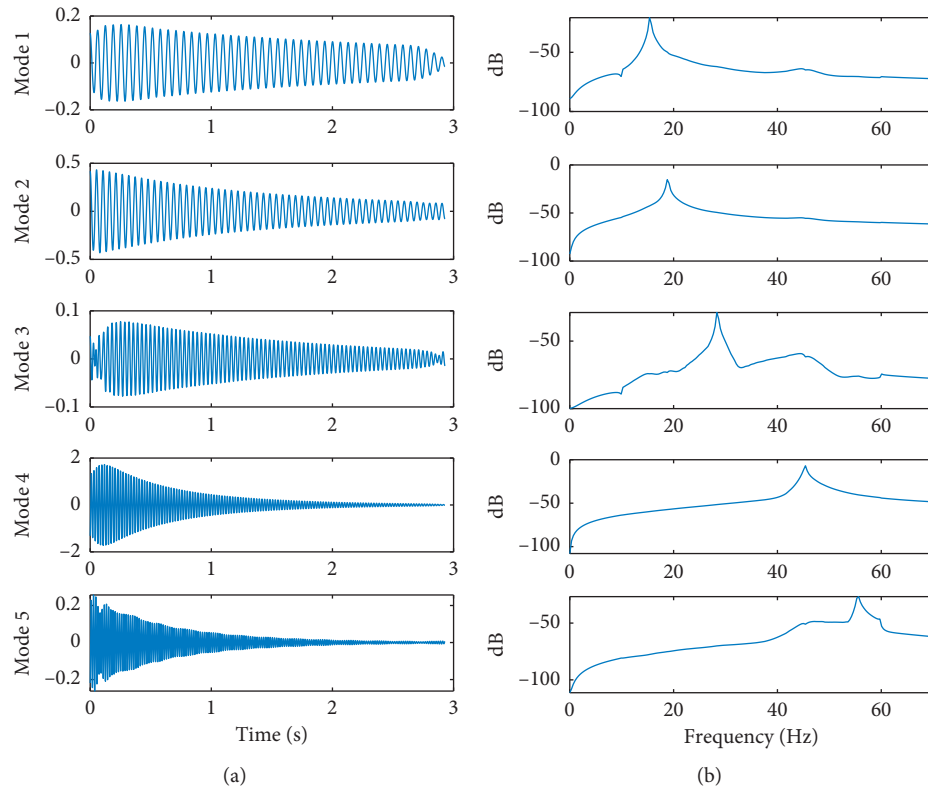 Mode 1
0.2
0
−0.2
0 1 2 3
dB
−50
−100
0 20 40 60
Mode 2
0.5
0
−0.5
0 1 2 3
dB
0
−50
−100
0 20 40 60
Mode 3
0.1
0
−0.1
0 1 2 3
dB
−50
−100
0 20 40 60
Mode 4
2
0
−2
0 1 2 3
dB
0
−50
−100
0 20 40 60
Mode 5
0.2
0
−0.2
0 1 2 3
Time (s)
dB
−50
−100
0 20 40 60
Frequency (Hz)
(a)
(b)